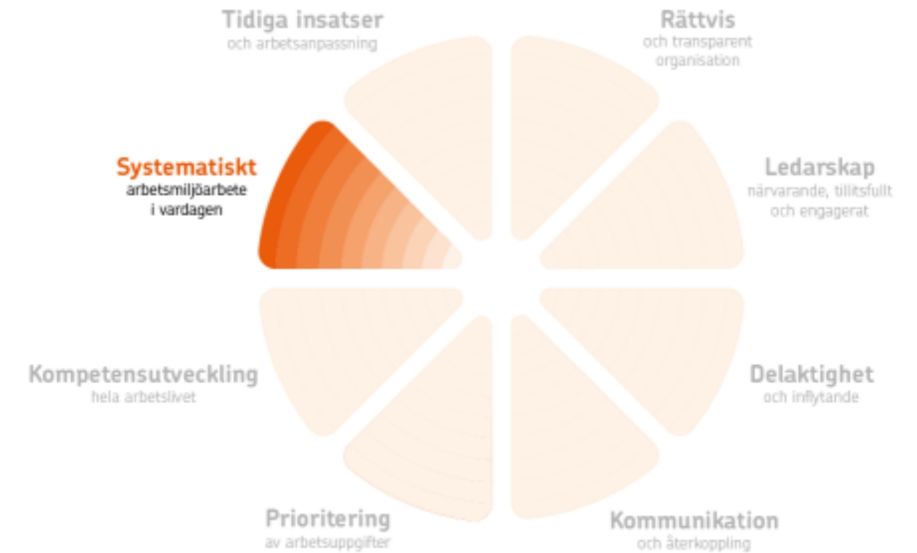 Tidiga insatser
och arbetsanpassning
Rättvis
och transparent
organisation
Systematiskt
arbetsmiljöarbete
i vardagen
Ledarskap
närvarande, tillitsfullt
och engagerat
Kompetensutveckling
hela arbetslivet
Delaktighet
och inflytande
Prioritering
av arbetsuppgifter
Kommunikation
och återkoppling